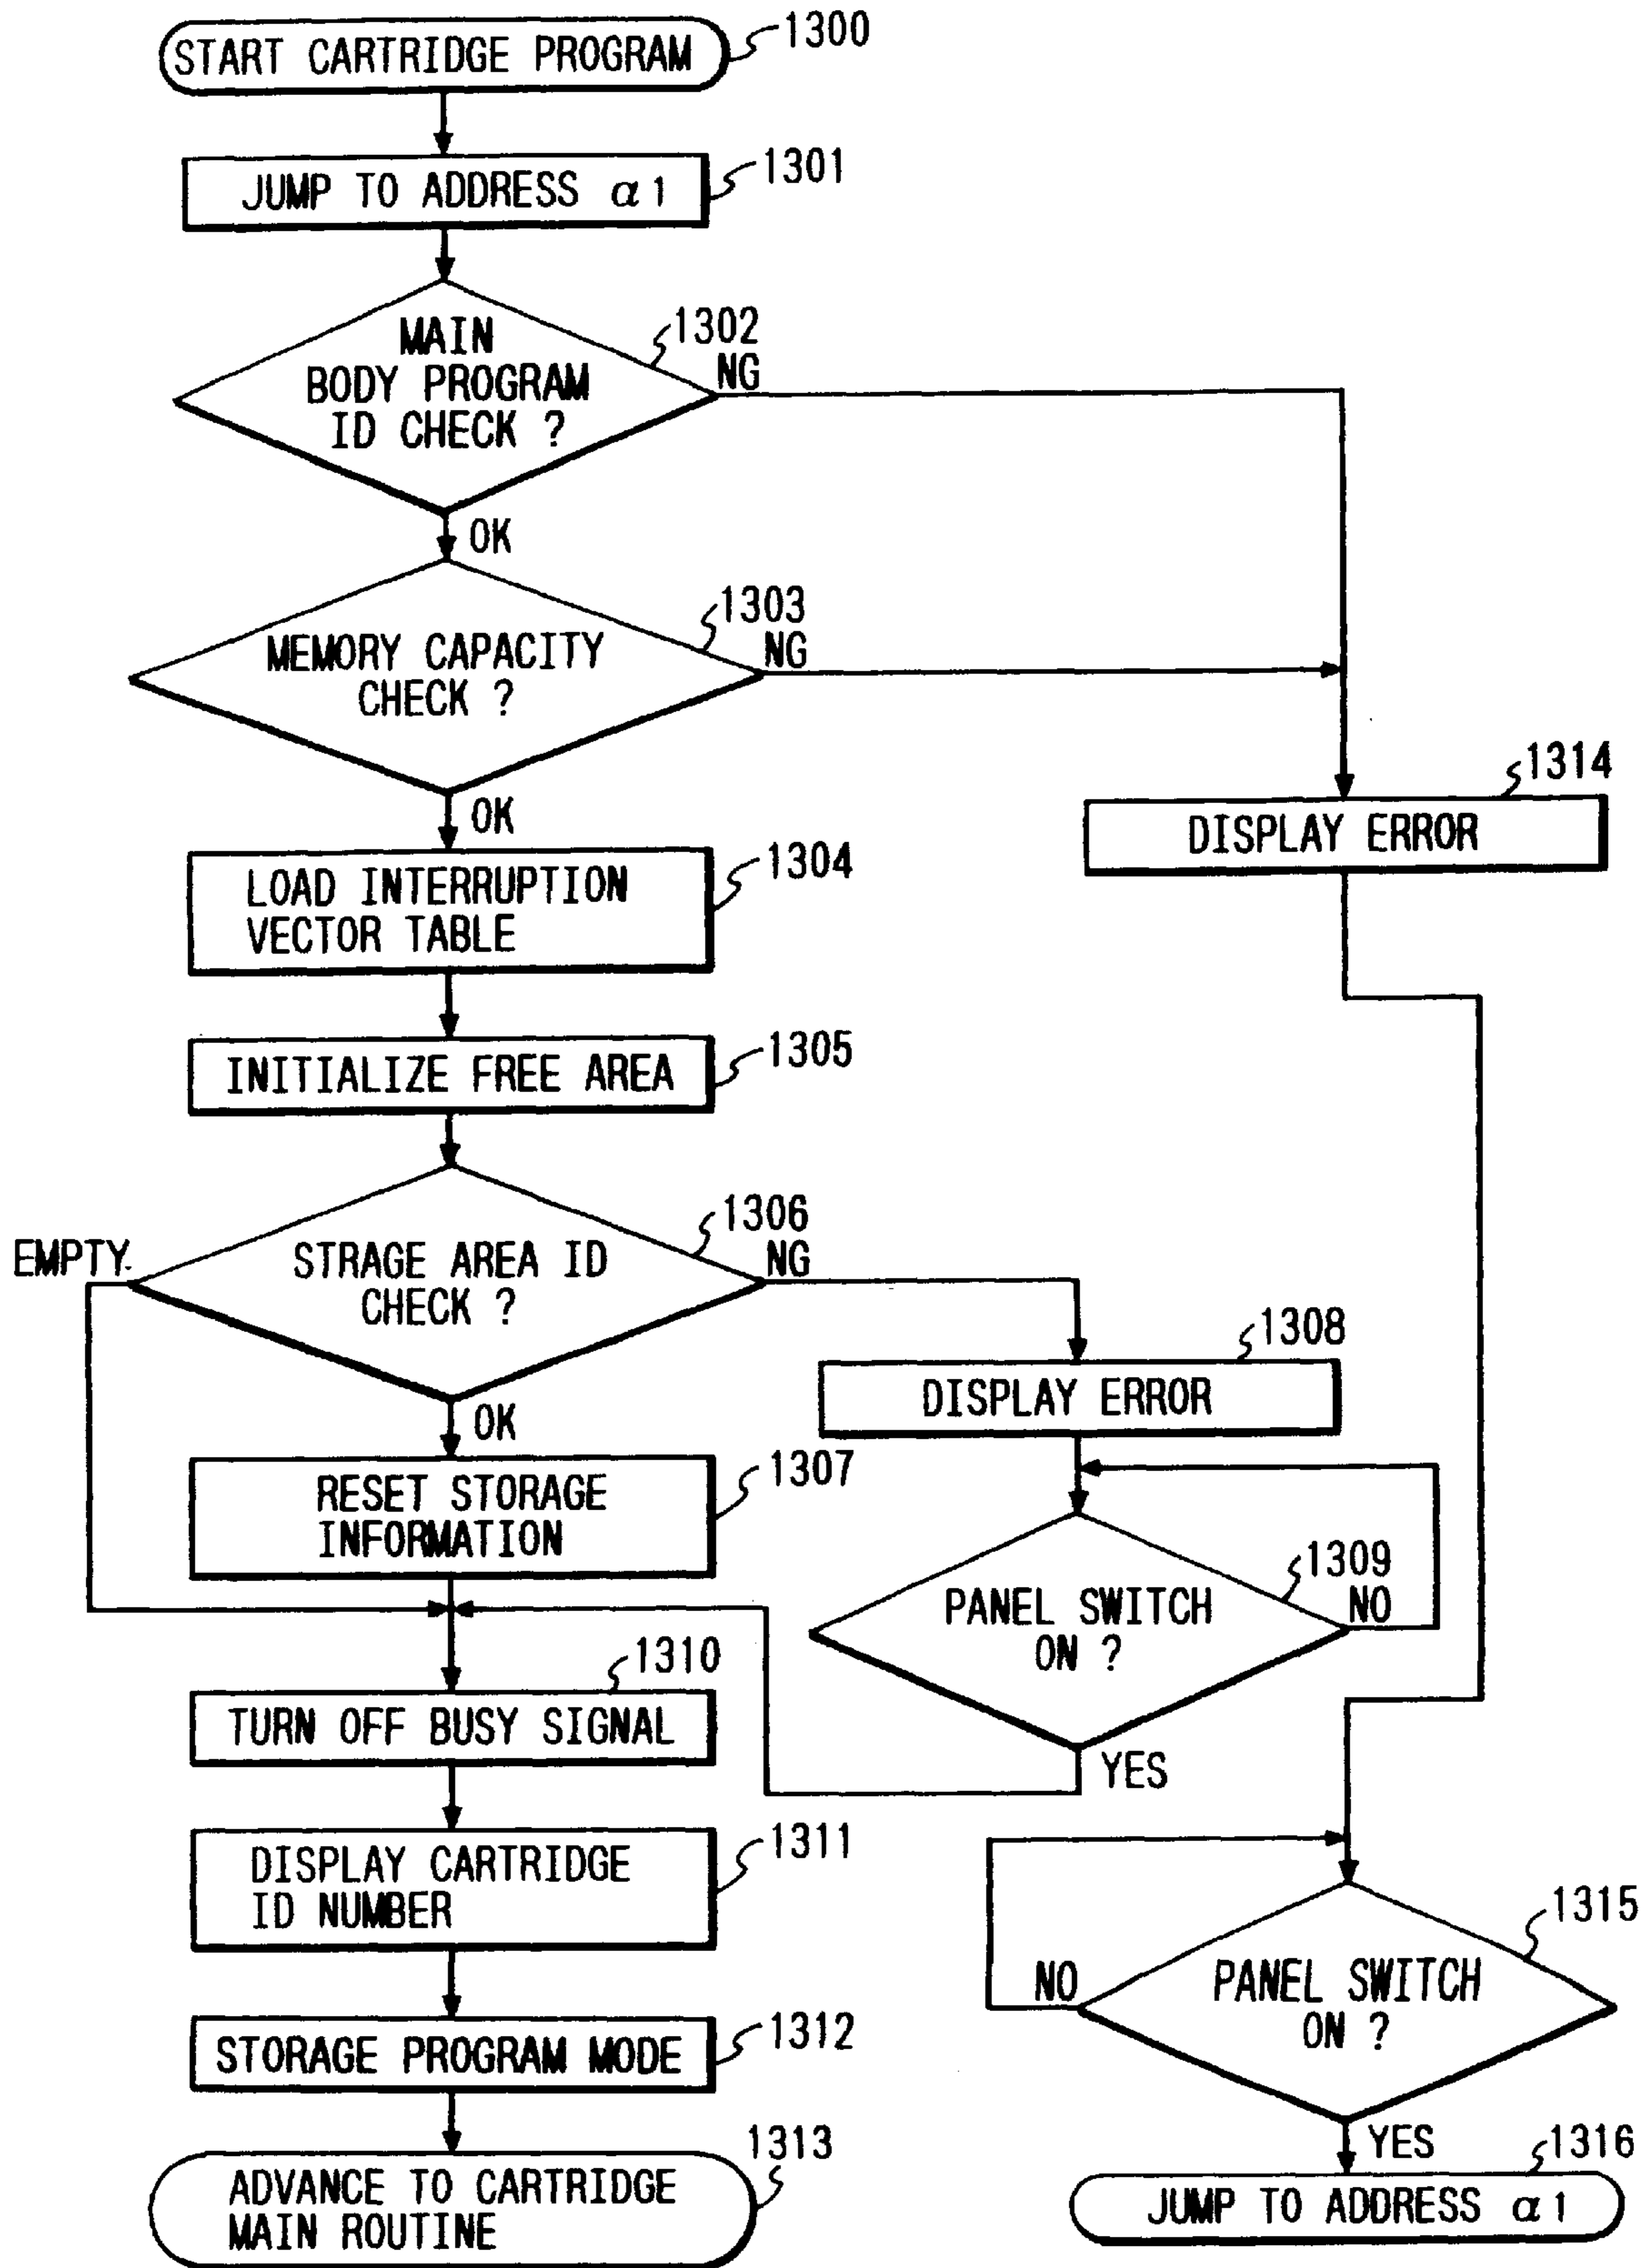 START CARTRIDGE PROGRAM
1300
JUMP TO ADDRESS α1
1301
MAIN
BODY PROGRAM
ID CHECK ?
1302
NG
OK
MEMORY CAPACITY
CHECK ?
1303
NG
OK
1314
DISPLAY ERROR
LOAD INTERRUPTION
VECTOR TABLE
1304
INITIALIZE FREE AREA
1305
EMPTY
STRAGE AREA ID
CHECK ?
1306
NG
OK
1308
DISPLAY ERROR
RESET STORAGE
INFORMATION
1307
PANEL SWITCH
ON ?
1309
NO
YES
1310
TURN OFF BUSY SIGNAL
DISPLAY CARTRIDGE
ID NUMBER
1311
1315
PANEL SWITCH
ON ?
NO
YES
STORAGE PROGRAM MODE
1312
1313
ADVANCE TO CARTRIDGE
MAIN ROUTINE
1316
JUMP TO ADDRESS α1